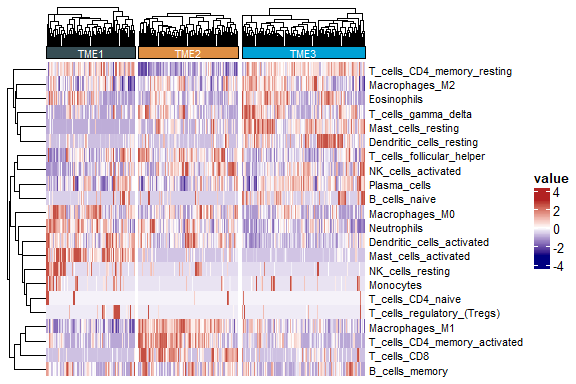 TME1 TME2 TME3
T_cells_CD4_memory_resting
Macrophages_M2
Eosinophils
T_cells_gamma_delta
Mast_cells_resting
Dendritic_cells_resting
T_cells_follicular_helper
NK_cells_activated
Plasma_cells
B_cells_naive
Macrophages_M0
Neutrophils
Dendritic_cells_activated
Mast_cells_activated
NK_cells_resting
Monocytes
T_cells_CD4_naive
T_cells_regulatory_(Tregs)
Macrophages_M1
T_cells_CD4_memory_activated
T_cells_CD8
B_cells_memory
value
4
2
0
-2
-4